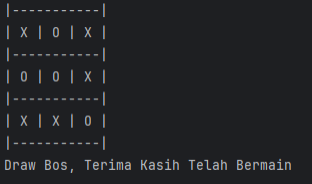 |-----------|
| X | O | X |
|-----------|
| O | O | X |
|-----------|
| X | X | O |
|-----------|
Draw Bos, Terima Kasih Telah Bermain